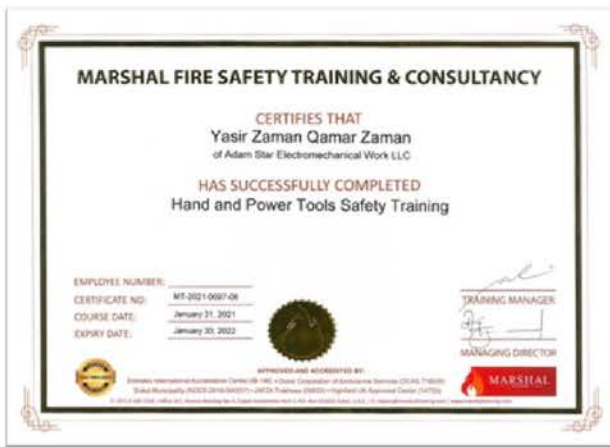 MARSHAL FIRE SAFETY TRAINING & CONSULTANCY
CERTIFIES THAT
Yasir Zaman Qamar Zaman
of Adam Star Electromechanical Work LLC
HAS SUCCESSFULLY COMPLETED
Hand and Power Tools Safety Training
EMPLOYEE NUMBER:
CERTIFICATE NO: MT-2021-0097-06
COURSE DATE: January 31, 2021
EXPIRY DATE: January 30, 2022
TRAINING MANAGER
MANAGING DIRECTOR
APPROVED AND ACCREDITED BY:
MARSHAL